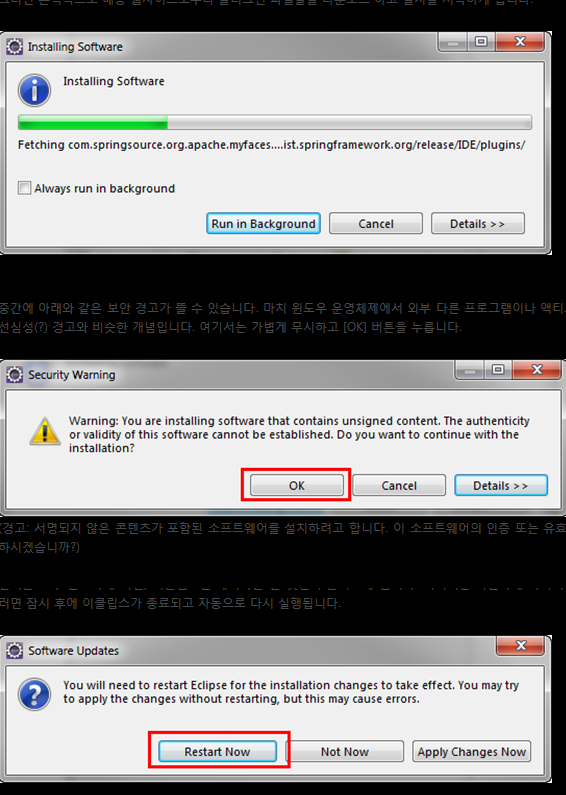 Installing Software
Installing Software
Fetching com.springsource.org.apache.myfaces....ist.springframework.org/release/IDE/plugins/
Always run in background
Run in Background Cancel Details >>
중간에 아래와 같은 보안 경고가 뜰 수 있습니다. 마치 윈도우 운영체제에서 외부 다른 프로그램이나 액티
선심성(?) 경고와 비슷한 개념입니다. 여기서는 가볍게 무시하고 [OK] 버튼을 누릅니다.
Security Warning
Warning: You are installing software that contains unsigned content. The authenticity
or validity of this software cannot be established. Do you want to continue with the
installation?
OK Cancel Details >>
(경고: 서명되지 않은 콘텐츠가 포함된 소프트웨어를 설치하려고 합니다. 이 소프트웨어의 인증 또는 유효
하시겠습니까?)
러면 잠시 후에 이클립스가 종료되고 자동으로 다시 실행됩니다.
Software Updates
You will need to restart Eclipse for the installation changes to take effect. You may try
to apply the changes without restarting, but this may cause errors.
Restart Now Not Now Apply Changes Now